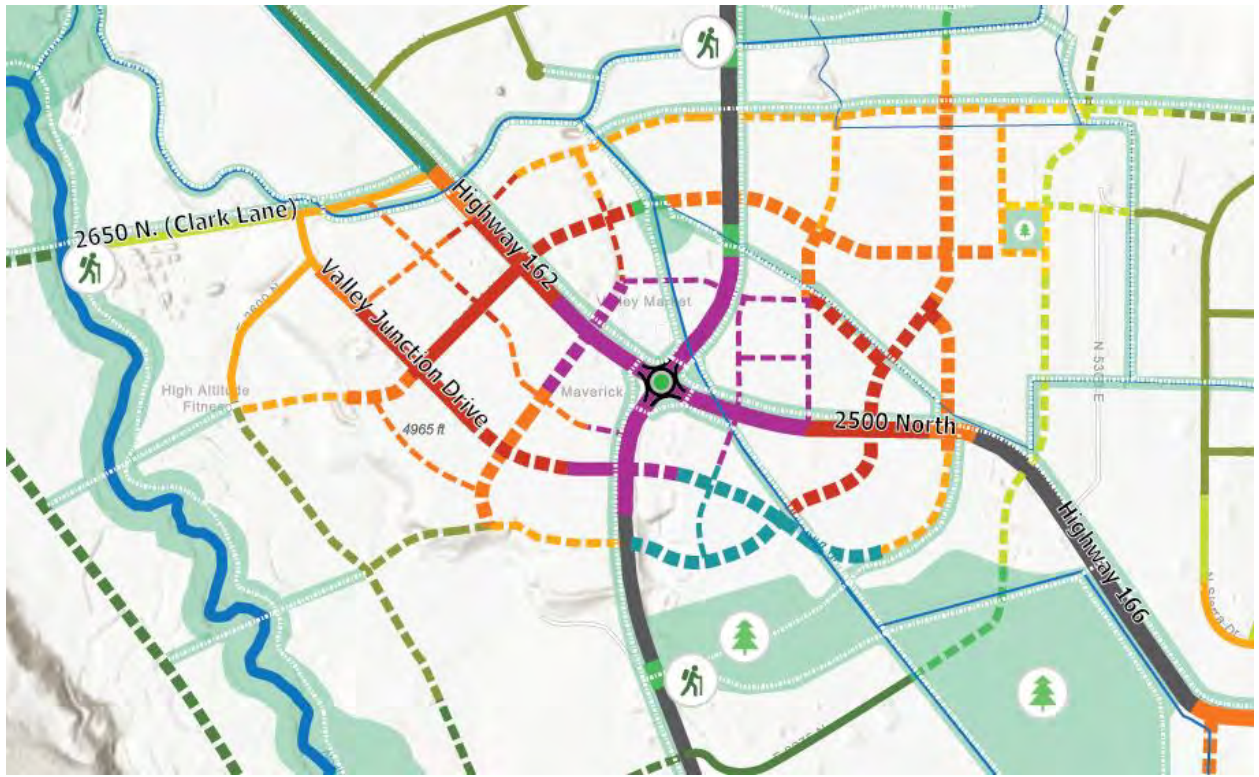 Highway 162
2650 N. (Clark Lane)
Valley Junction Drive
Valley Market
High Altitude
Fitness
Maverick
4965 ft
2500 North
Highway 166